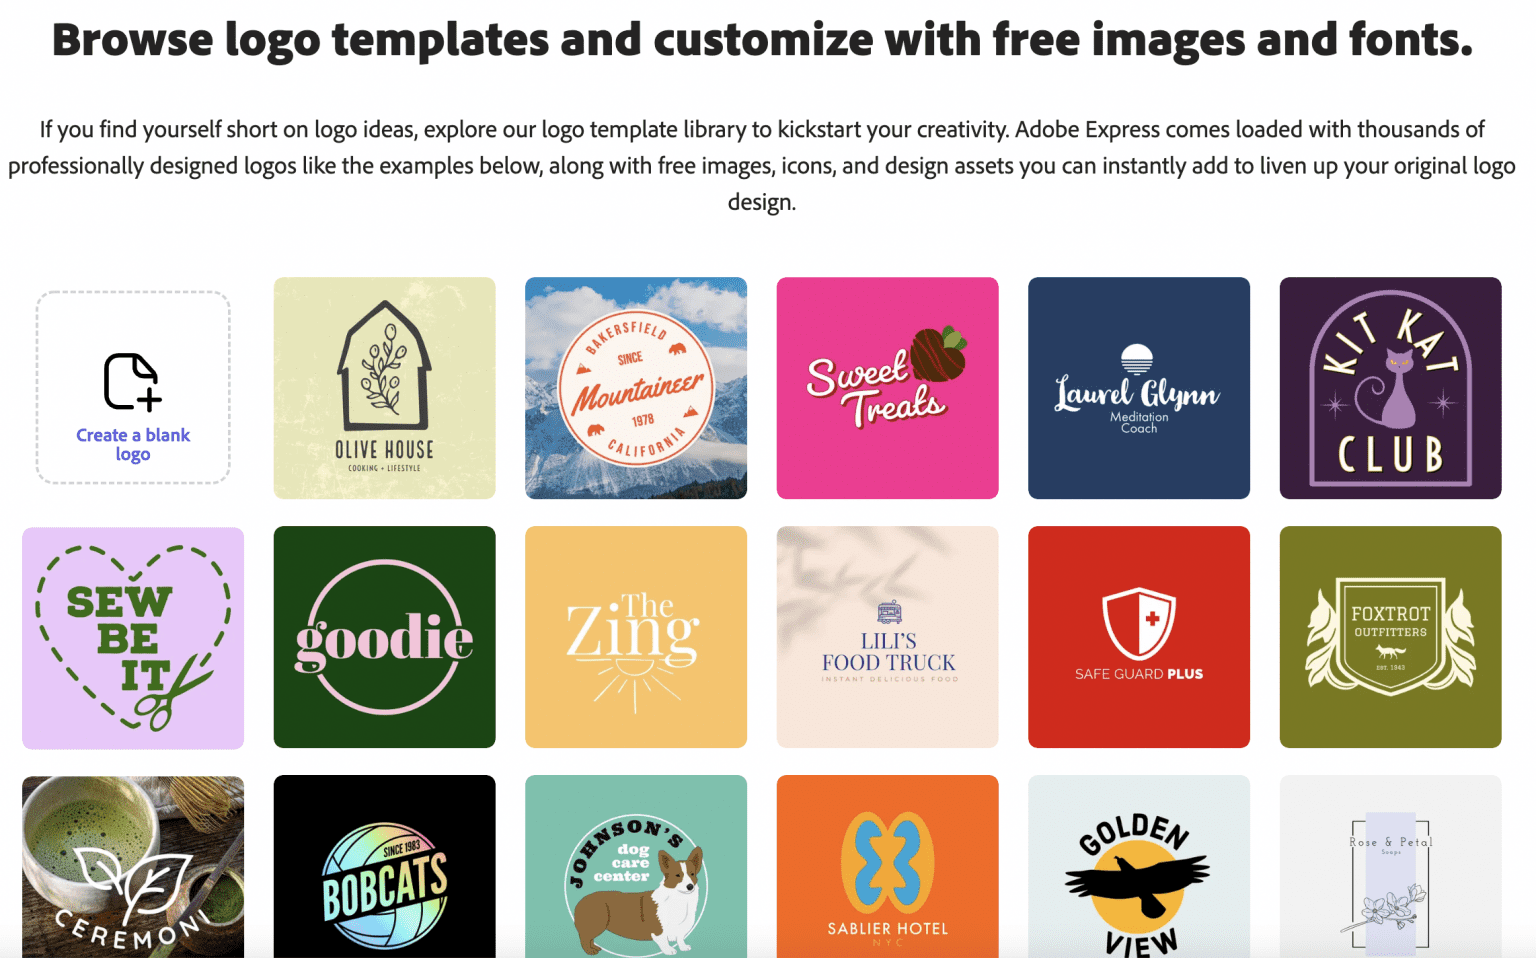 Browse logo templates and customize with free images and fonts.
If you find yourself short on logo ideas, explore our logo template library to kickstart your creativity. Adobe Express comes loaded with thousands of
professionally designed logos like the examples below, along with free images, icons, and design assets you can instantly add to liven up your original logo
design.
Create a blank
logo
OLIVE HOUSE
COOKING + LIFESTYLE
BAKERSFIELD
SINCE
Mountaineer
1978
CALIFORNIA
Sweet
Treats
Laurel Glynn
Meditation
Coach
KIT KAT
CLUB
SEW
BE
IT
goodie
The
Zing
LILI'S
FOOD TRUCK
INSTANT DELICIOUS FOOD
SAFE GUARD PLUS
FOXTROT
OUTFITTERS
EST. 1943
CEREMONI
SINCE 1983
BOBCATS
JOHNSON'S
dog
care
center
SABLIER HOTEL
NYC
GOLDEN
VIEW
Rose & Petal
Soaps